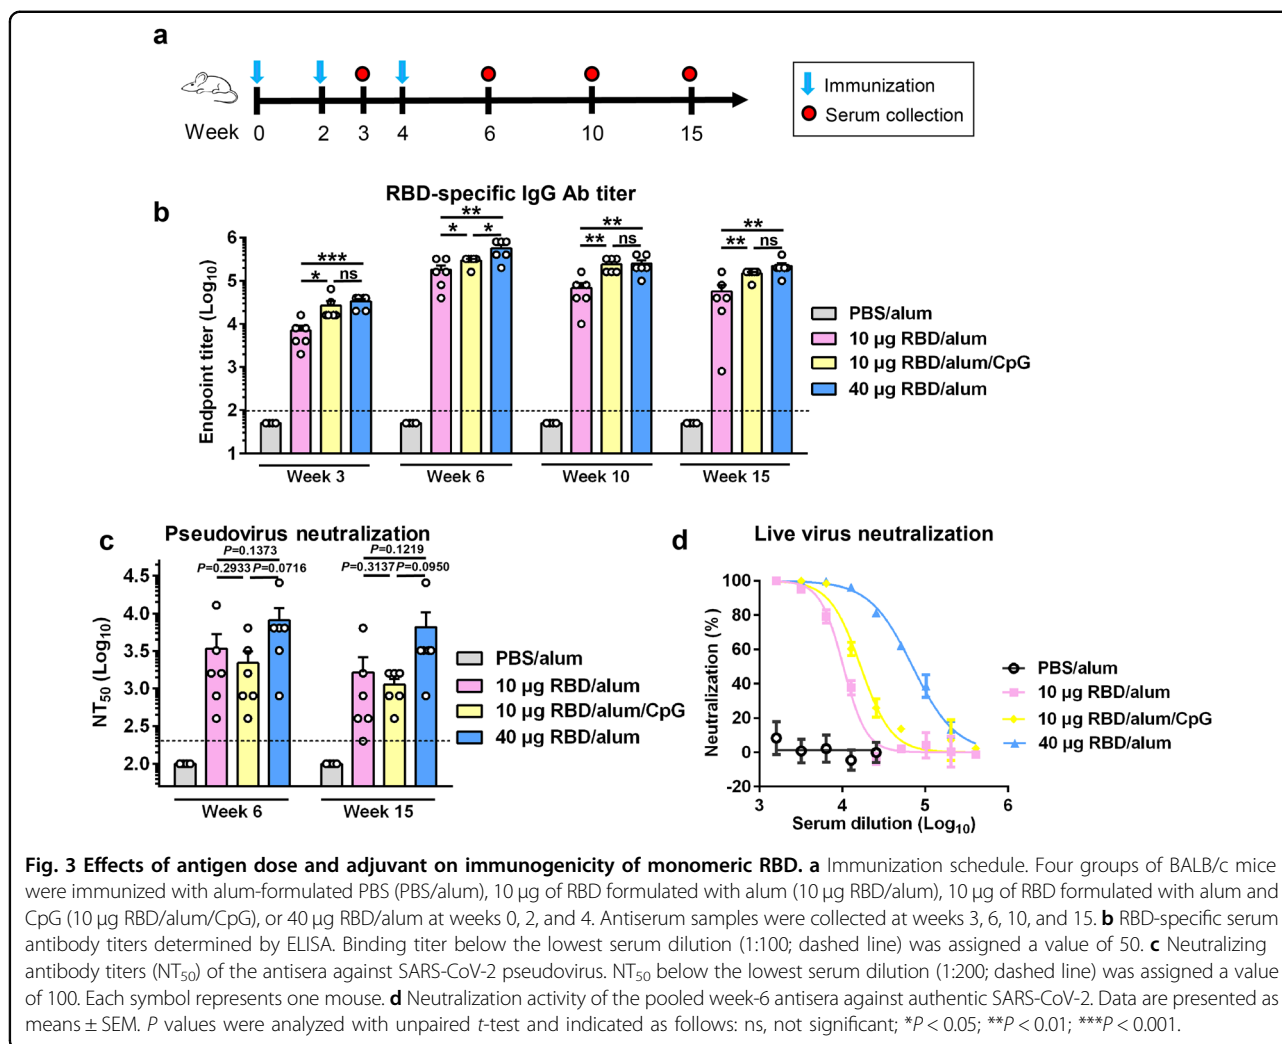 a
Week 0 2 3 4 6 10 15
Immunization
Serum collection
RBD-specific IgG Ab titer
b
Endpoint titer (Log10)
6
5
4
3
2
1
***
* ns
**
* *
**
** ns
**
** ns
Week 3 Week 6 Week 10 Week 15
PBS/alum
10 µg RBD/alum
10 µg RBD/alum/CpG
40 µg RBD/alum
c Pseudovirus neutralization
NT50 (Log10)
4.5
4.0
3.5
3.0
2.5
2.0
P=0.1373 P=0.1219
P=0.2933 P=0.0716 P=0.3137 P=0.0950
Week 6 Week 15
PBS/alum
10 µg RBD/alum
10 µg RBD/alum/CpG
40 µg RBD/alum
d Live virus neutralization
Neutralization (%)
100
80
60
40
20
0
-20
3 4 5 6
Serum dilution (Log10)
PBS/alum
10 µg RBD/alum
10 µg RBD/alum/CpG
40 µg RBD/alum
Fig. 3 Effects of antigen dose and adjuvant on immunogenicity of monomeric RBD. a Immunization schedule. Four groups of BALB/c mice
were immunized with alum-formulated PBS (PBS/alum), 10 µg of RBD formulated with alum (10 µg RBD/alum), 10 µg of RBD formulated with alum and
CpG (10 µg RBD/alum/CpG), or 40 µg RBD/alum at weeks 0, 2, and 4. Antiserum samples were collected at weeks 3, 6, 10, and 15. b RBD-specific serum
antibody titers determined by ELISA. Binding titer below the lowest serum dilution (1:100; dashed line) was assigned a value of 50. c Neutralizing
antibody titers (NT50) of the antisera against SARS-CoV-2 pseudovirus. NT50 below the lowest serum dilution (1:200; dashed line) was assigned a value
of 100. Each symbol represents one mouse. d Neutralization activity of the pooled week-6 antisera against authentic SARS-CoV-2. Data are presented as
means ± SEM. P values were analyzed with unpaired t-test and indicated as follows: ns, not significant; *P < 0.05; **P < 0.01; ***P < 0.001.